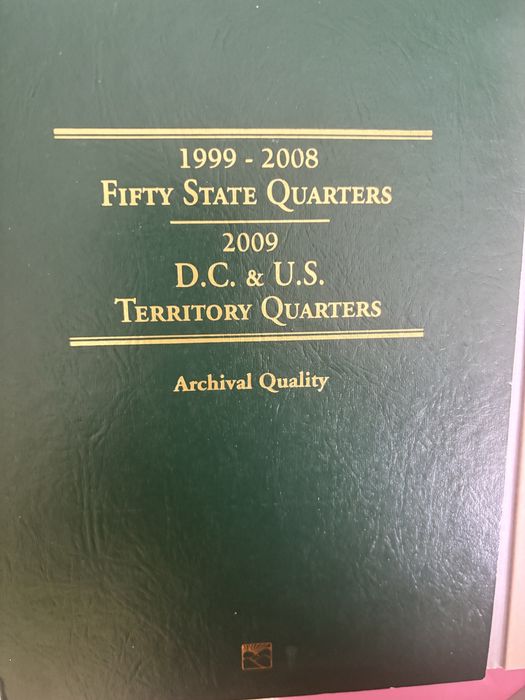 1999 - 2008
FIFTY STATE QUARTERS
2009
D.C. & U.S.
TERRITORY QUARTERS
Archival Quality